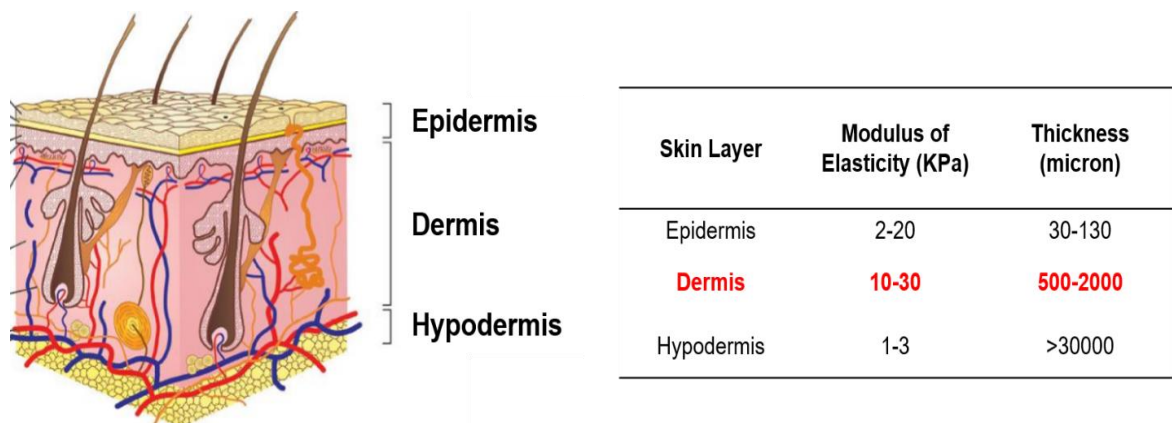 Epidermis
Dermis
Hypodermis
Skin Layer
Modulus of
Elasticity (KPa)
Thickness
(micron)
Epidermis 2-20 30-130
Dermis 10-30 500-2000
Hypodermis 1-3 >30000